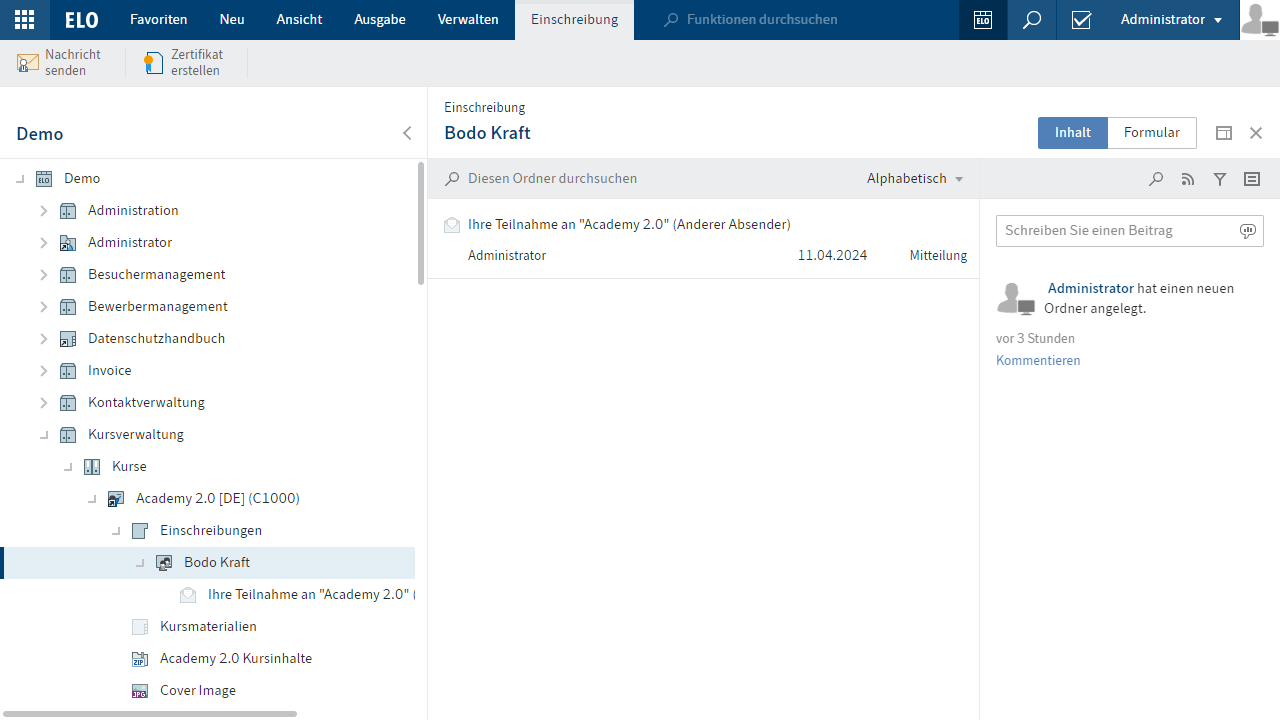 ELO Favoriten Neu Ansicht Ausgabe Verwalten Einschreibung Funktionen durchsuchen ELO Administrator
Nachricht senden
Zertifikat erstellen
Demo
Einschreibung
Bodo Kraft
Inhalt Formular
ELO Demo
Administration
Administrator
Besuchermanagement
Bewerbermanagement
Datenschutzhandbuch
Invoice
Kontaktverwaltung
Kursverwaltung
Kurse
Academy 2.0 [DE] (C1000)
Einschreibungen
Bodo Kraft
Ihre Teilnahme an "Academy 2.0" (
Kursmaterialien
ZIP Academy 2.0 Kursinhalte
JPG Cover Image
Diesen Ordner durchsuchen Alphabetisch
Ihre Teilnahme an "Academy 2.0" (Anderer Absender)
Administrator 11.04.2024 Mitteilung
Schreiben Sie einen Beitrag
Administrator hat einen neuen
Ordner angelegt.
vor 3 Stunden
Kommentieren